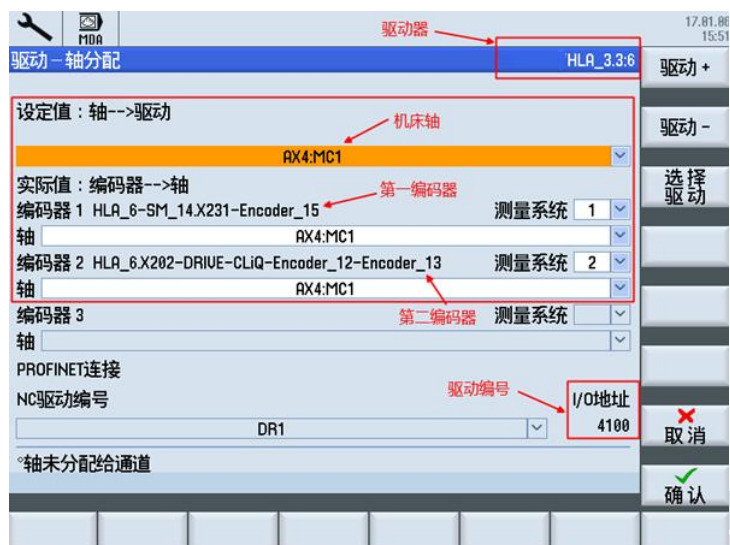 MDA
驱动器
17.01.06
15:51
驱动-轴分配
HLA_3.3:6
驱动 +
设定值：轴-->驱动
机床轴
驱动 -
AX4:MC1
实际值：编码器-->轴
第一编码器
选择
驱动
编码器 1 HLA_6-SM_14.X231-Encoder_15
测量系统 1
轴 AX4:MC1
编码器 2 HLA_6.X202-DRIVE-CLiQ-Encoder_12-Encoder_13
测量系统 2
轴 AX4:MC1
编码器 3
第二编码器
测量系统
轴
PROFINET连接
NC驱动编号
驱动编号
I/O地址
DR1
4100
取消
°轴未分配给通道
确认